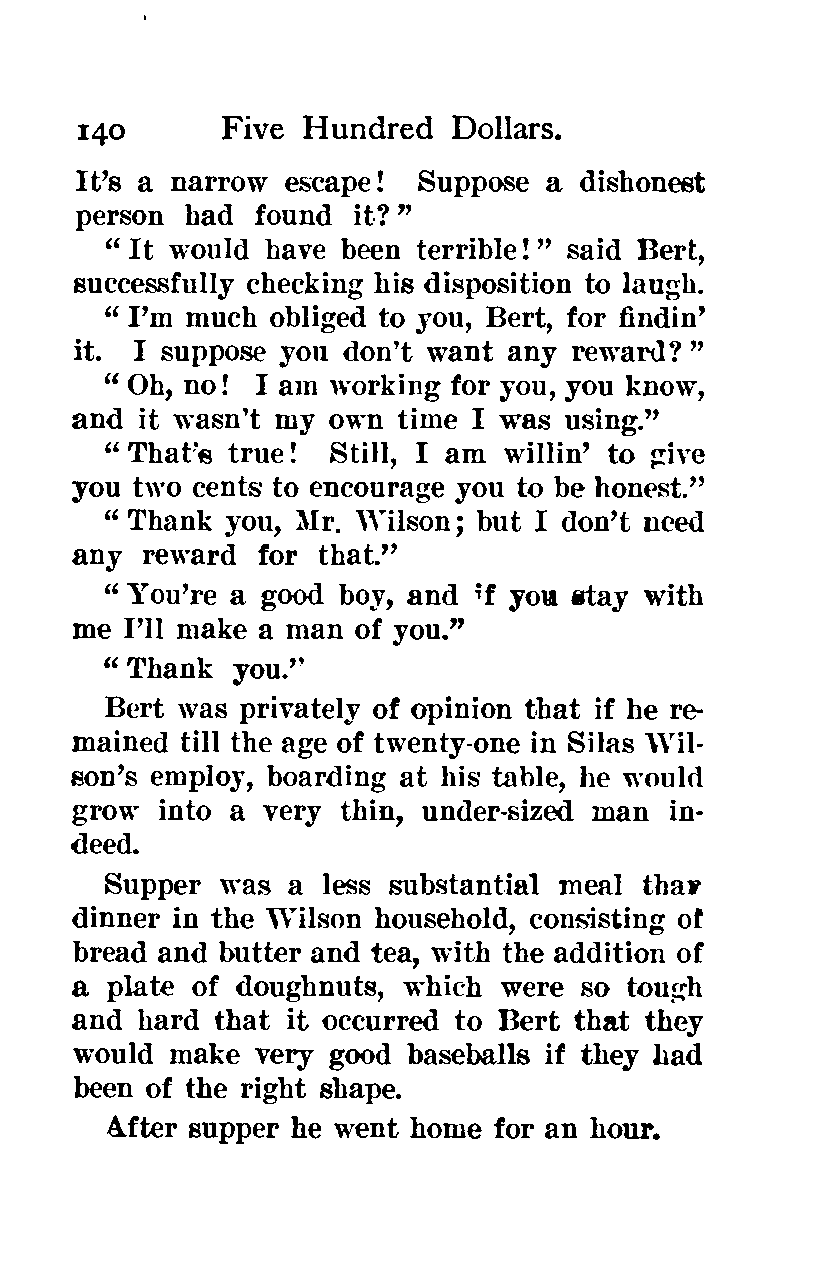 140 Five Hundred Dollars.
It's a narrow escape! Suppose a dishonest
person had found it?"
"It would have been terrible!" said Bert,
successfully checking his disposition to laugh.
"I'm much obliged to you, Bert, for findin'
it. I suppose you don't want any reward?"
"Oh, no! I am working for you, you know,
and it wasn't my own time I was using."
"That's true! Still, I am willin' to give
you two cents to encourage you to be honest."
"Thank you, Mr. Wilson; but I don't need
any reward for that."
"You're a good boy, and if you stay with
me I'll make a man of you."
"Thank you."
Bert was privately of opinion that if he re-
mained till the age of twenty-one in Silas Wil-
son's employ, boarding at his table, he would
grow into a very thin, under-sized man in-
deed.
Supper was a less substantial meal than
dinner in the Wilson household, consisting of
bread and butter and tea, with the addition of
a plate of doughnuts, which were so tough
and hard that it occurred to Bert that they
would make very good baseballs if they had
been of the right shape.
After supper he went home for an hour.